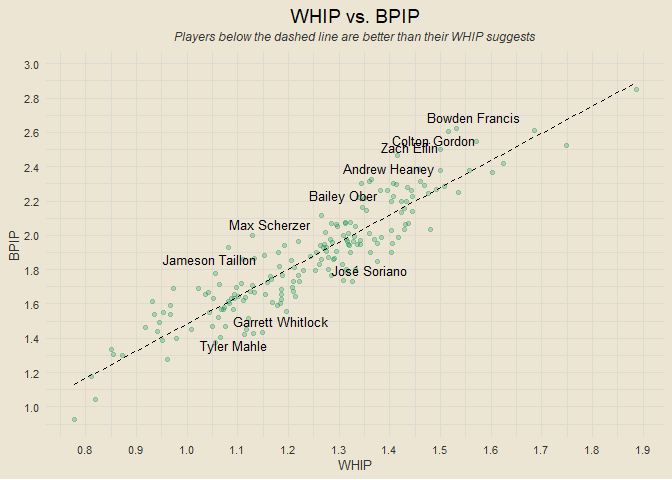 WHIP vs. BPIP
Players below the dashed line are better than their WHIP suggests
3.0
2.8
2.6
2.4
2.2
2.0
1.8
1.6
1.4
1.2
1.0
BPIP
Bowden Francis
Colton Gordon
Zach Eflin
Andrew Heaney
Bailey Ober
Max Scherzer
Jameson Taillon
José Soriano
Garrett Whitlock
Tyler Mahle
0.8 0.9 1.0 1.1 1.2 1.3 1.4 1.5 1.6 1.7 1.8 1.9
WHIP